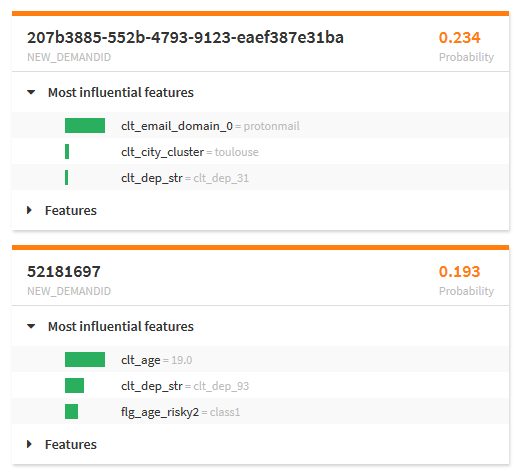 207b3885-552b-4793-9123-eaef387e31ba 0.234
NEW_DEMANDID Probability
Most influential features
clt_email_domain_0 = protonmail
clt_city_cluster = toulouse
clt_dep_str = clt_dep_31
Features
52181697 0.193
NEW_DEMANDID Probability
Most influential features
clt_age = 19.0
clt_dep_str = clt_dep_93
flg_age_risky2 = class1
Features